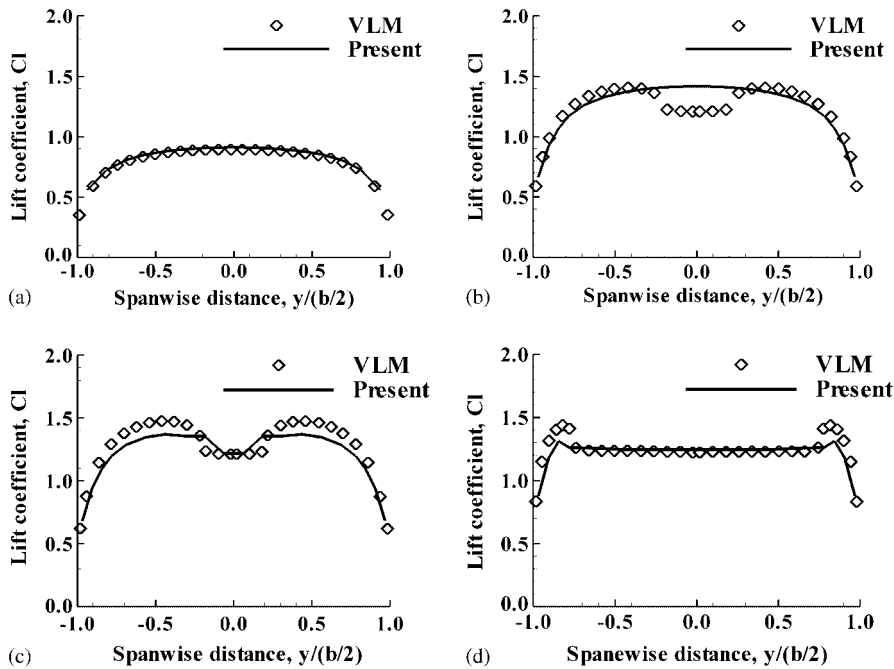 2.0
VLM
Present
1.5
1.0
0.5
0.0
Lift coefficient, Cl
-1.0 -0.5 0.0 0.5 1.0
(a) Spanwise distance, y/(b/2)
2.0
VLM
Present
1.5
1.0
0.5
0.0
Lift coefficient, Cl
-1.0 -0.5 0.0 0.5 1.0
(b) Spanwise distance, y/(b/2)
2.0
VLM
Present
1.5
1.0
0.5
0.0
Lift coefficient, Cl
-1.0 -0.5 0.0 0.5 1.0
(c) Spanwise distance, y/(b/2)
2.0
VLM
Present
1.5
1.0
0.5
0.0
Lift coefficient, Cl
-1.0 -0.5 0.0 0.5 1.0
(d) Spanewise distance, y/(b/2)